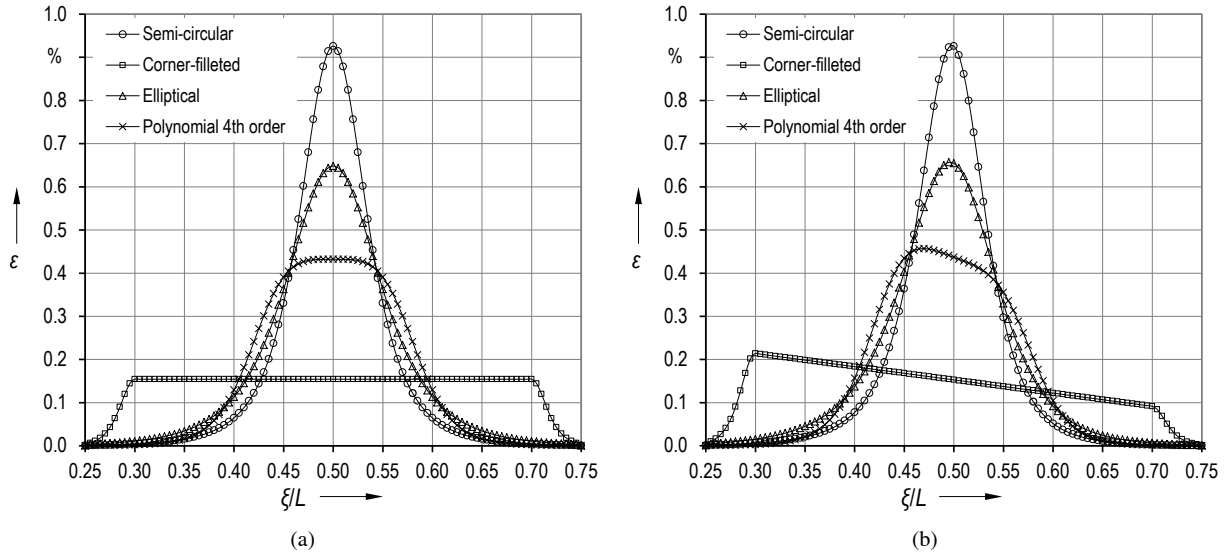 1.0
%
0.9
0.8
0.7
0.6
0.5
0.4
0.3
0.2
0.1
0.0
ε
Semi-circular
Corner-filleted
Elliptical
Polynomial 4th order
0.25 0.30 0.35 0.40 0.45 0.50 0.55 0.60 0.65 0.70 0.75
ξ/L
(a)
1.0
%
0.9
0.8
0.7
0.6
0.5
0.4
0.3
0.2
0.1
0.0
ε
Semi-circular
Corner-filleted
Elliptical
Polynomial 4th order
0.25 0.30 0.35 0.40 0.45 0.50 0.55 0.60 0.65 0.70 0.75
ξ/L
(b)